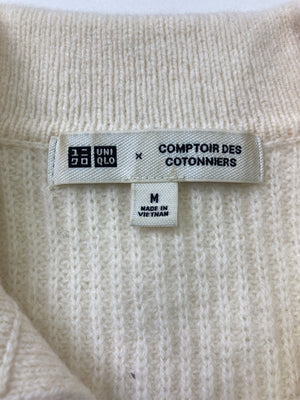 ユニ UNI × COMPTOIR DES
クロ QLO COTONNIERS
M
MADE IN
VIETNAM